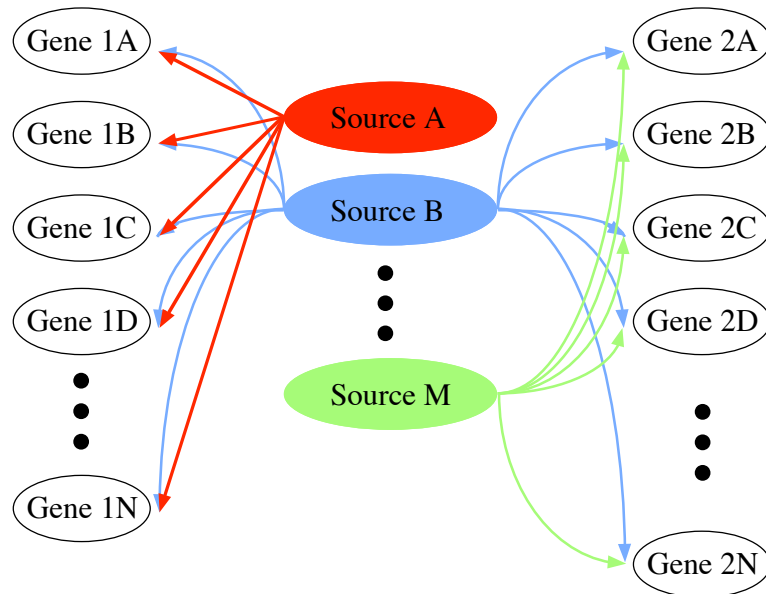 Gene 1A
Gene 1B
Gene 1C
Gene 1D
Gene 1N
Source A
Source B
Source M
Gene 2A
Gene 2B
Gene 2C
Gene 2D
Gene 2N